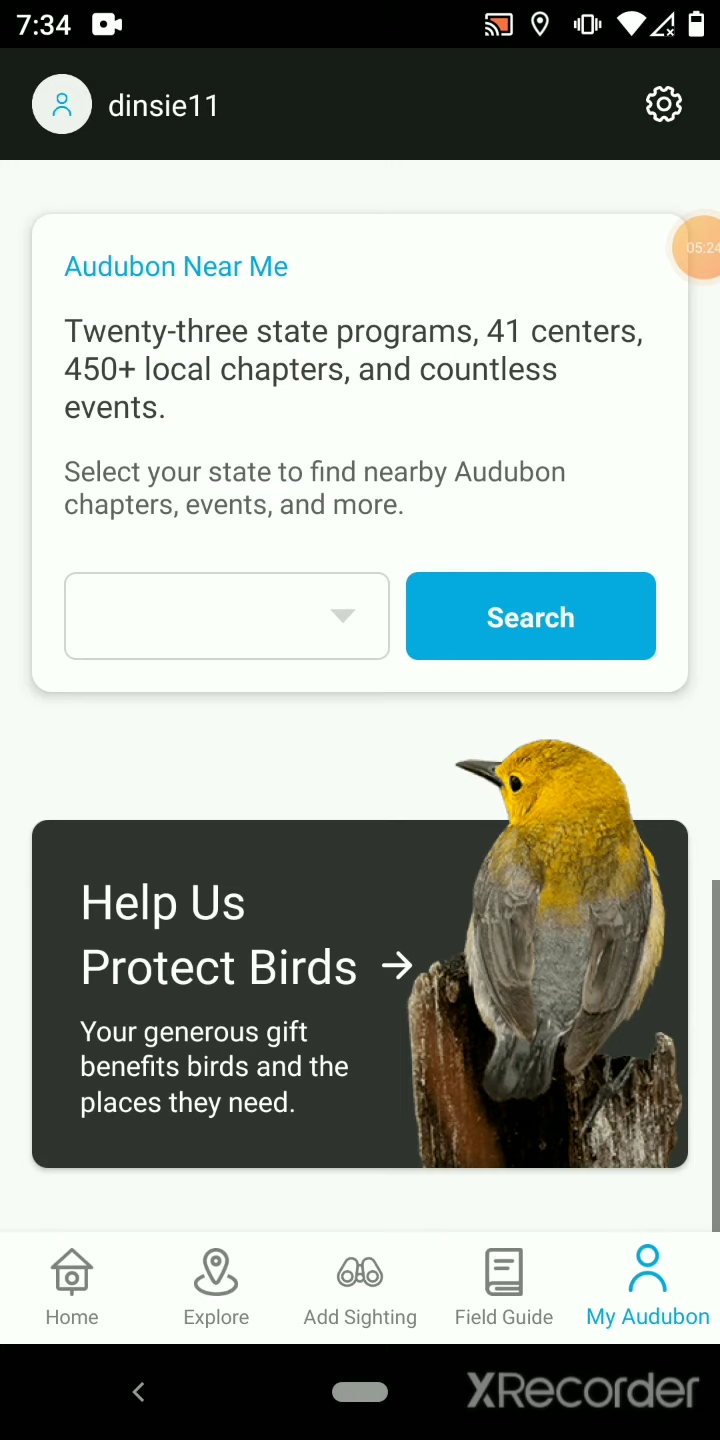 7:34
dinsie11
05:24
Audubon Near Me
Twenty-three state programs, 41 centers,
450+ local chapters, and countless
events.
Select your state to find nearby Audubon
chapters, events, and more.
Search
Help Us
Protect Birds →
Your generous gift
benefits birds and the
places they need.
Home Explore Add Sighting Field Guide My Audubon
XRecorder